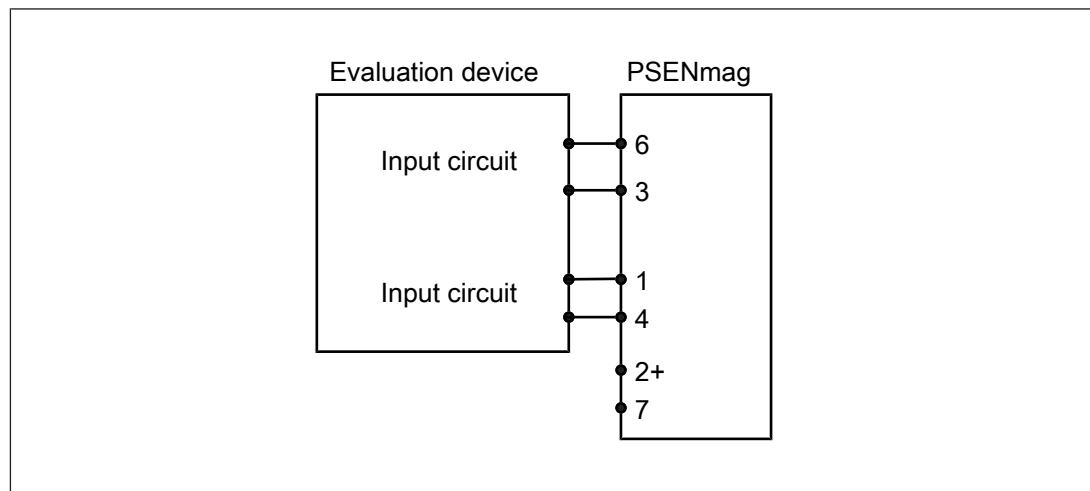 Evaluation device
PSENmag
Input circuit
6
3
Input circuit
1
4
2+
7